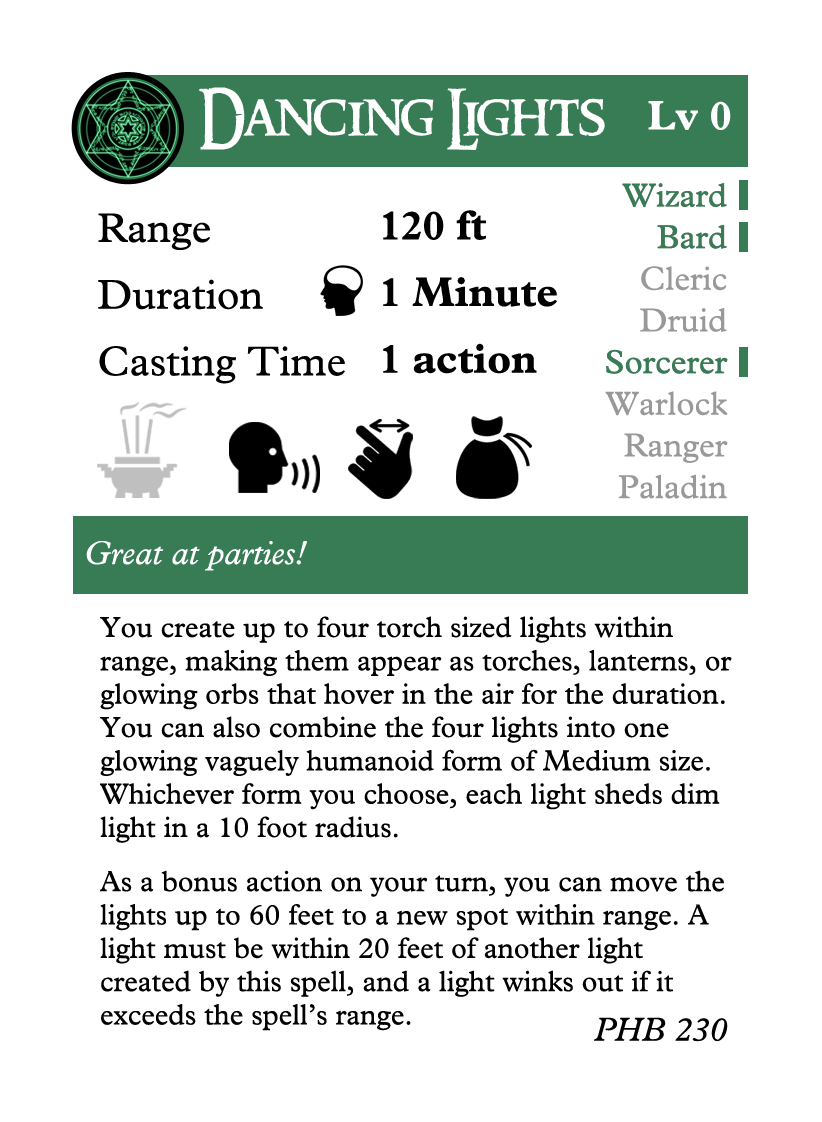 DANCING LIGHTS Lv 0
Range 120 ft
Duration 1 Minute
Casting Time 1 action
Wizard
Bard
Cleric
Druid
Sorcerer
Warlock
Ranger
Paladin
Great at parties!
You create up to four torch sized lights within
range, making them appear as torches, lanterns, or
glowing orbs that hover in the air for the duration.
You can also combine the four lights into one
glowing vaguely humanoid form of Medium size.
Whichever form you choose, each light sheds dim
light in a 10 foot radius.
As a bonus action on your turn, you can move the
lights up to 60 feet to a new spot within range. A
light must be within 20 feet of another light
created by this spell, and a light winks out if it
exceeds the spell’s range.
PHB 230